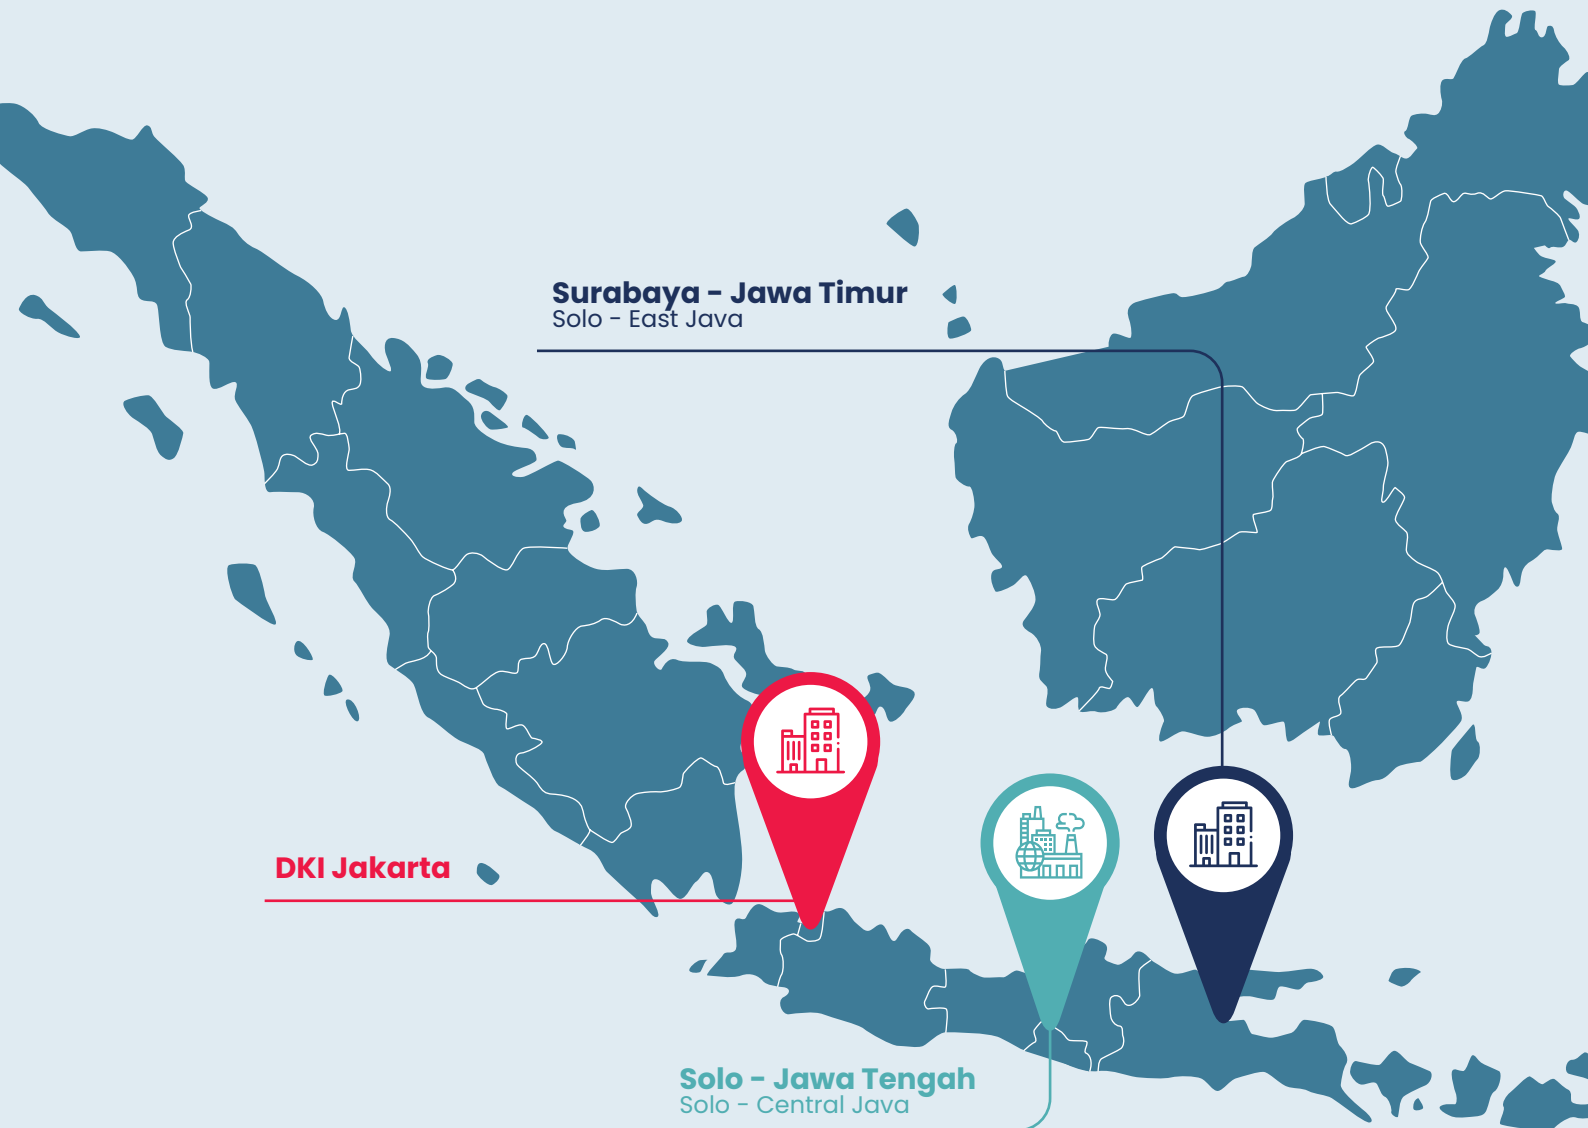 Surabaya - Jawa Timur
Solo - East Java
DKI Jakarta
Solo - Jawa Tengah
Solo - Central Java